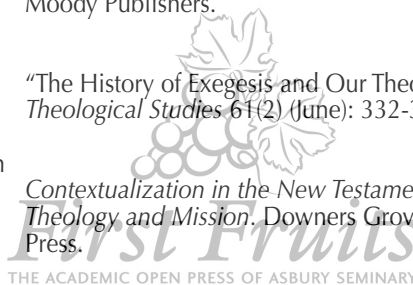 Moody Publishers.
"The History of Exegesis and Our Theo
Theological Studies 61(2) (June): 332-3
n
Contextualization in the New Testame
Theology and Mission. Downers Grov
Press.
First Fruits
THE ACADEMIC OPEN PRESS OF ASBURY SEMINARY